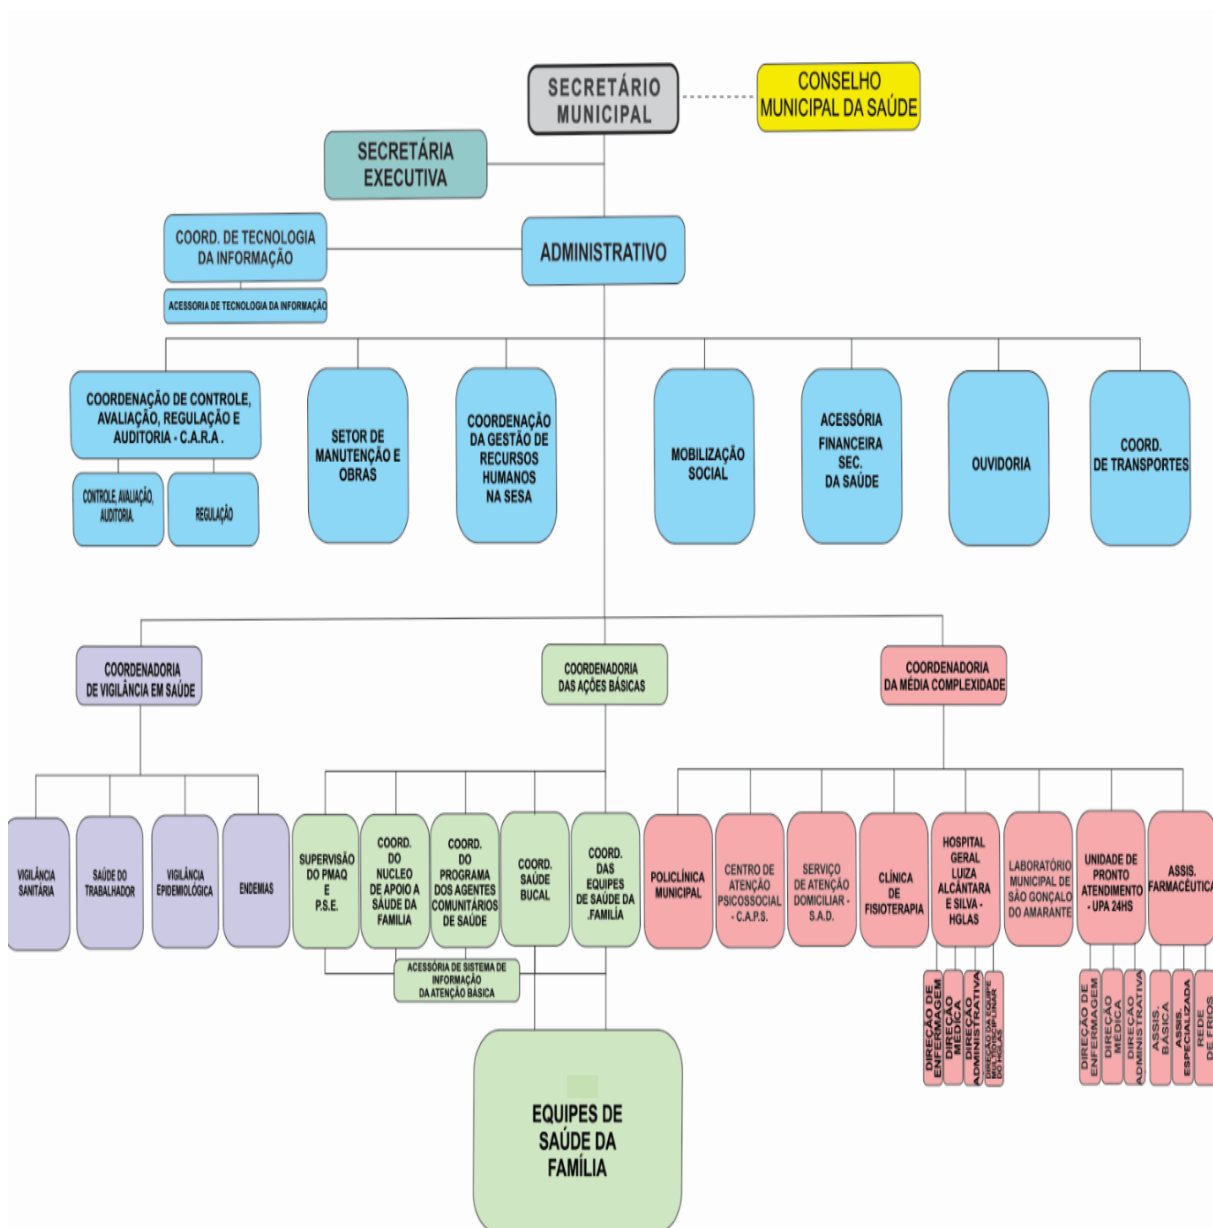 SECRETÁRIO
MUNICIPAL
CONSELHO
MUNICIPAL DA SAÚDE
SECRETÁRIA
EXECUTIVA
COORD. DE TECNOLOGIA
DA INFORMAÇÃO
ADMINISTRATIVO
ACESSORIA DE TECNOLOGIA DA INFORMAÇÃO
COORDENAÇÃO DE CONTROLE,
AVALIAÇÃO, REGULAÇÃO E
AUDITORIA - C.A.R.A .
CONTROLE, AVALIAÇÃO,
AUDITORIA.
REGULAÇÃO
SETOR DE
MANUTENÇÃO E
OBRAS
COORDENAÇÃO
DA GESTÃO DE
RECURSOS
HUMANOS
NA SESA
MOBILIZAÇÃO
SOCIAL
ACESSÓRIA
FINANCEIRA
SEC.
DA SAÚDE
OUVIDORIA
COORD.
DE TRANSPORTES
COORDENADORIA
DE VIGILÂNCIA EM SAÚDE
COORDENADORIA
DAS AÇÕES BÁSICAS
COORDENADORIA
DA MÉDIA COMPLEXIDADE
VIGILÂNCIA
SANITÁRIA
SAÚDE DO
TRABALHADOR
VIGILÂNCIA
EPIDEMIOLÓGICA
ENDEMIAS
SUPERVISÃO
DO PMAQ
E
P.S.E.
COORD.
DO
NUCLEO
DE APOIO A
SÁUDE DA
FAMILIA
COORD.
DO
PROGRAMA
DOS AGENTES
COMUNITÁRIOS
DE SAÚDE
COORD.
SAÚDE
BUCAL
COORD.
DAS
EQUIPES
DE SAÚDE DA
.FAMILÍA
POLICLÍNICA
MUNICIPAL
CENTRO DE
ATENÇÃO
PSICOSSOCIAL
- C.A.P.S.
SERVIÇO
DE ATENÇÃO
DOMICILIAR -
S.A.D.
CLÍNICA
DE
FISIOTERAPIA
HOSPITAL
GERAL
LUIZA
ALCÂNTARA
E SILVA -
HGLAS
LABORATÓRIO
MUNICIPAL DE
SÃO GONÇALO
DO AMARANTE
UNIDADE DE
PRONTO
ATENDIMENTO
- UPA 24HS
ASSIS.
FARMACÊUTICA
ACESSÓRIA DE SISTEMA DE
INFORMAÇÃO
DA ATENÇÃO BÁSICA
DIREÇÃO DE
ENFERMAGEM
DIREÇÃO
MÉDICA
DIREÇÃO
ADMINISTRATIVA
DIREÇÃO DA EQUIPE
MULTIDISCIPLINAR
DO HGLAS
DIREÇÃO DE
ENFERMAGEM
DIREÇÃO
MÉDICA
DIREÇÃO
ADMINISTRATIVA
ASSIS.
BÁSICA
ASSIS.
ESPECIALIZADA
REDE
DE FRIOS
EQUIPES DE
SAÚDE DA
FAMÍLIA